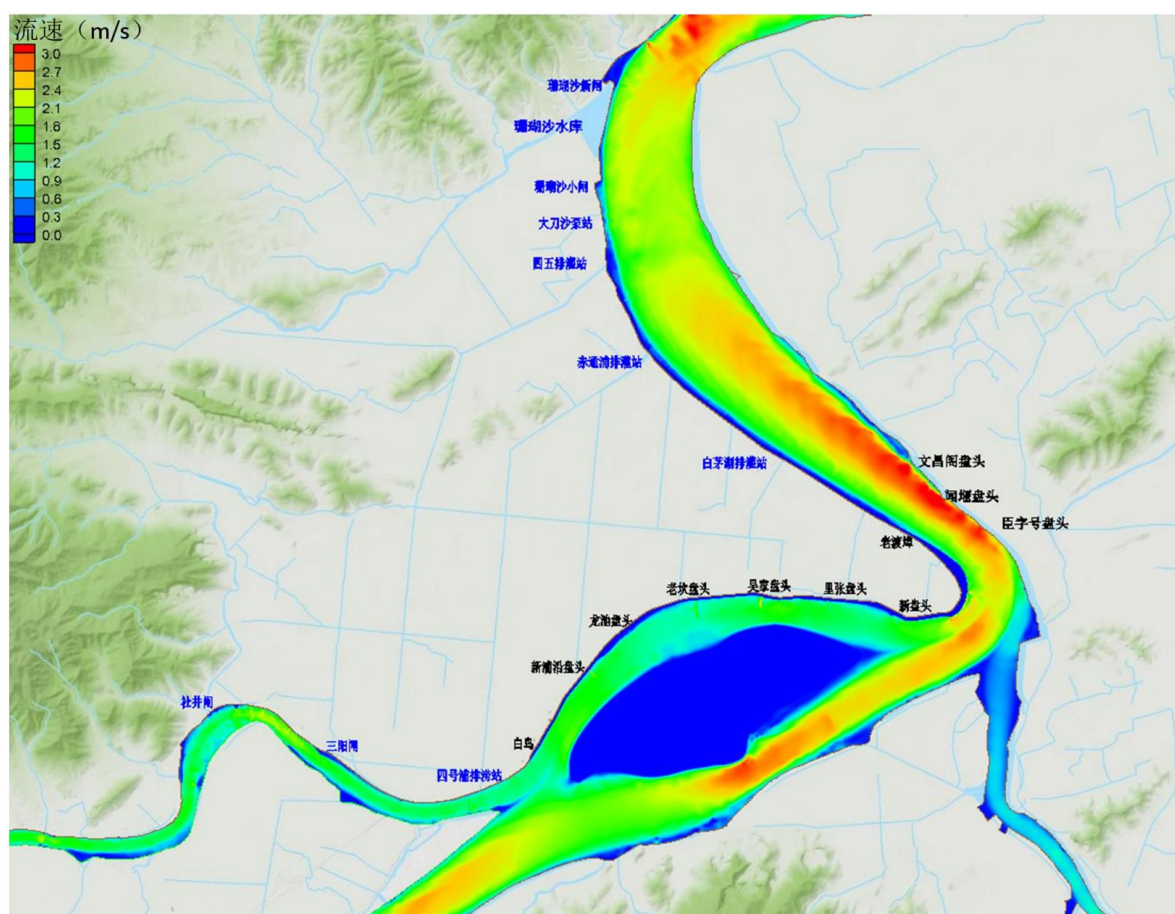 流速（m/s）
3.0
2.7
2.4
2.1
1.8
1.5
1.2
0.9
0.6
0.3
0.0
珊瑚沙新闸
珊瑚沙水库
珊瑚沙小闸
大刀沙泵站
四五排灌站
赤通浦排灌站
白茅湖排灌站
文昌阁盘头
闻堰盘头
臣字号盘头
老渡埠
老坟盘头
吴家盘头
里张盘头
新盘头
龙池盘头
新浦沿盘头
社井闸
三阳闸
白鸟
四号浦排涝站